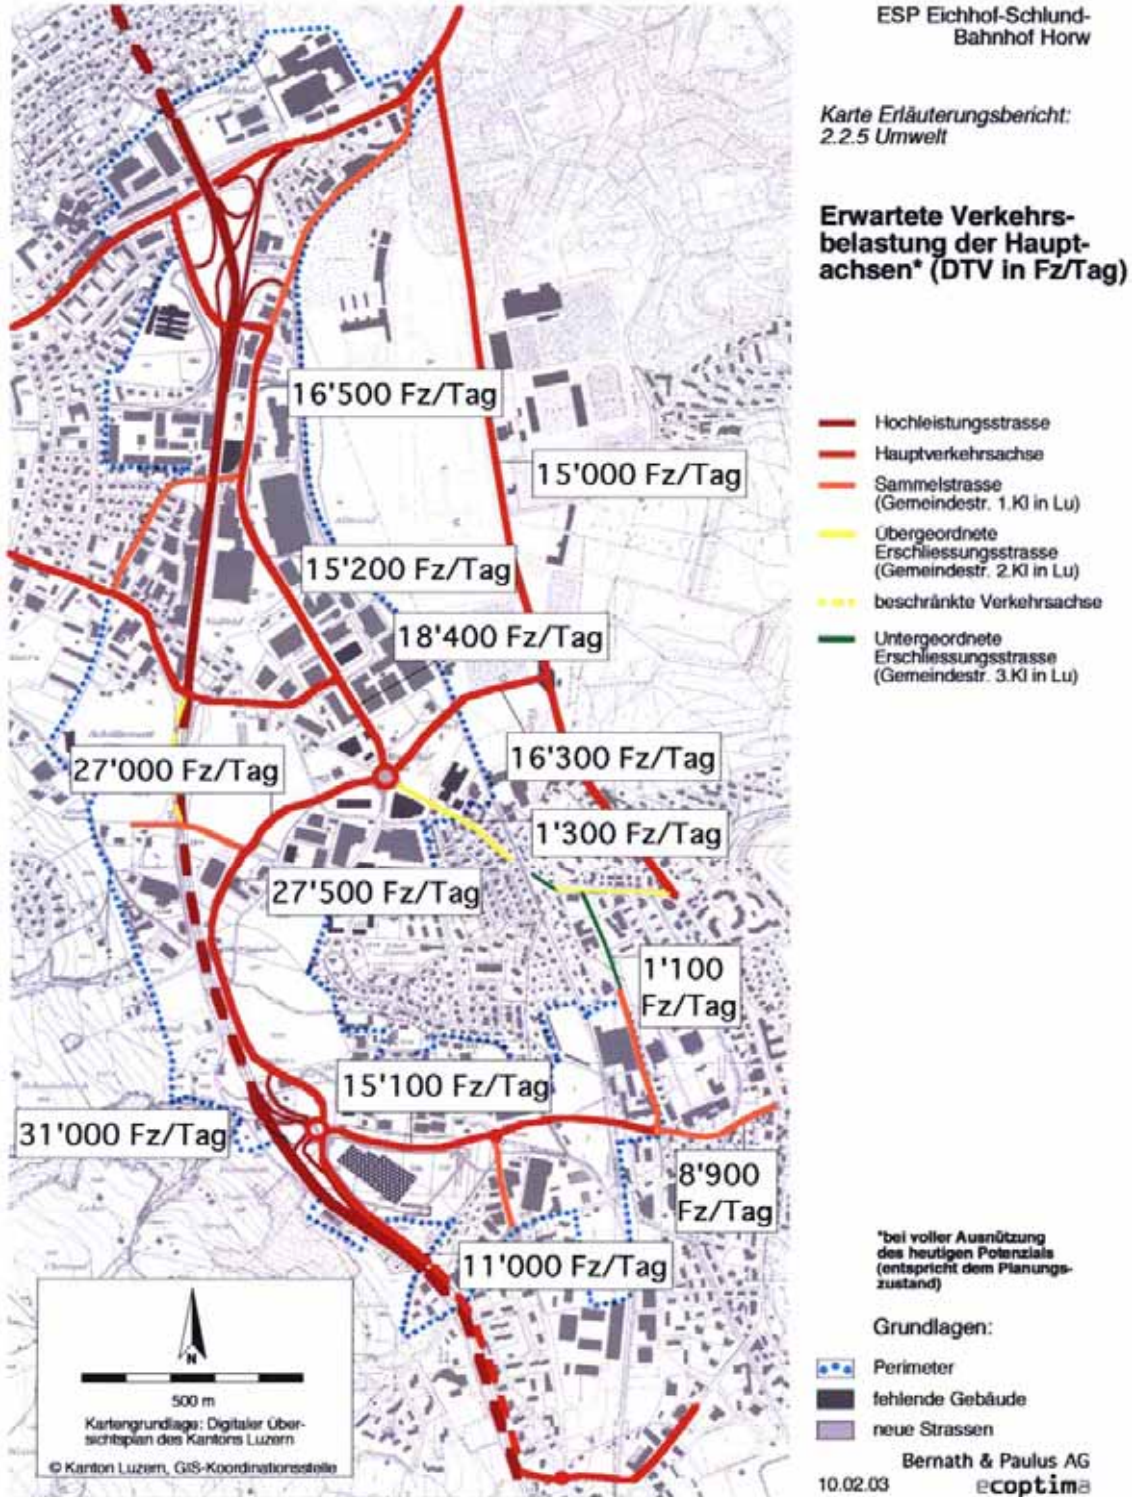 ESP Eichhof-Schlund-
Bahnhof Horw
Karte Erläuterungsbericht:
2.2.5 Umwelt
Erwartete Verkehrs-
belastung der Haupt-
achsen* (DTV in Fz/Tag)
16'500 Fz/Tag
15'000 Fz/Tag
15'200 Fz/Tag
18'400 Fz/Tag
16'300 Fz/Tag
27'000 Fz/Tag
1'300 Fz/Tag
27'500 Fz/Tag
1'100
Fz/Tag
15'100 Fz/Tag
31'000 Fz/Tag
8'900
Fz/Tag
11'000 Fz/Tag
Hochleistungsstrasse
Hauptverkehrsachse
Sammelstrasse
(Gemeindestr. 1.Kl in Lu)
Übergeordnete
Erschliessungsstrasse
(Gemeindestr. 2.Kl in Lu)
beschränkte Verkehrsachse
Untergeordnete
Erschliessungsstrasse
(Gemeindestr. 3.Kl in Lu)
*bei voller Ausnützung
des heutigen Potenzials
(entspricht dem Planungs-
zustand)
Grundlagen:
Perimeter
fehlende Gebäude
neue Strassen
Bernath & Paulus AG
10.02.03
ecoptima
N
500 m
Kartengrundlage: Digitaler Über-
sichtsplan des Kantons Luzern
© Kanton Luzern, GIS-Koordinationsstelle